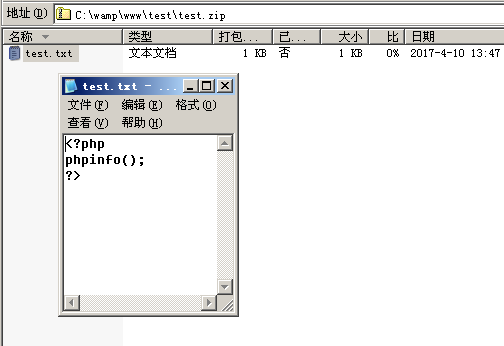 地址(D) C:\wamp\www\test\test.zip
名称 类型 打包... 已... 大小 比 日期
test.txt 文本文档 1 KB 否 1 KB 0% 2017-4-10 13:47
test.txt - ...
文件(F) 编辑(E) 格式(O)
查看(V) 帮助(H)
<?php
phpinfo();
?>